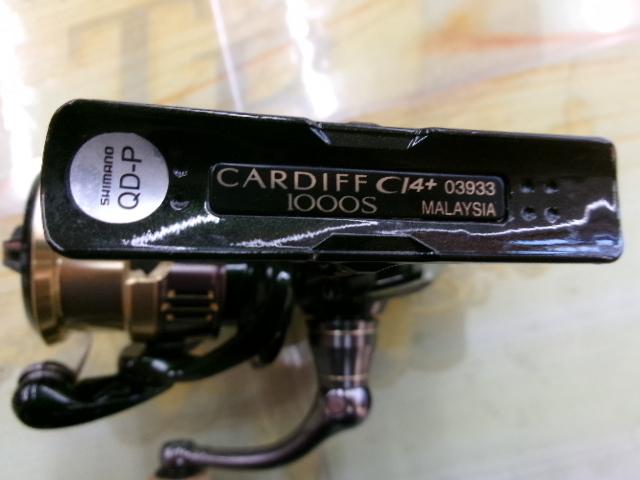 SHIMANO
QD-P
CARDIFF CI4+ 03933
1000S MALAYSIA